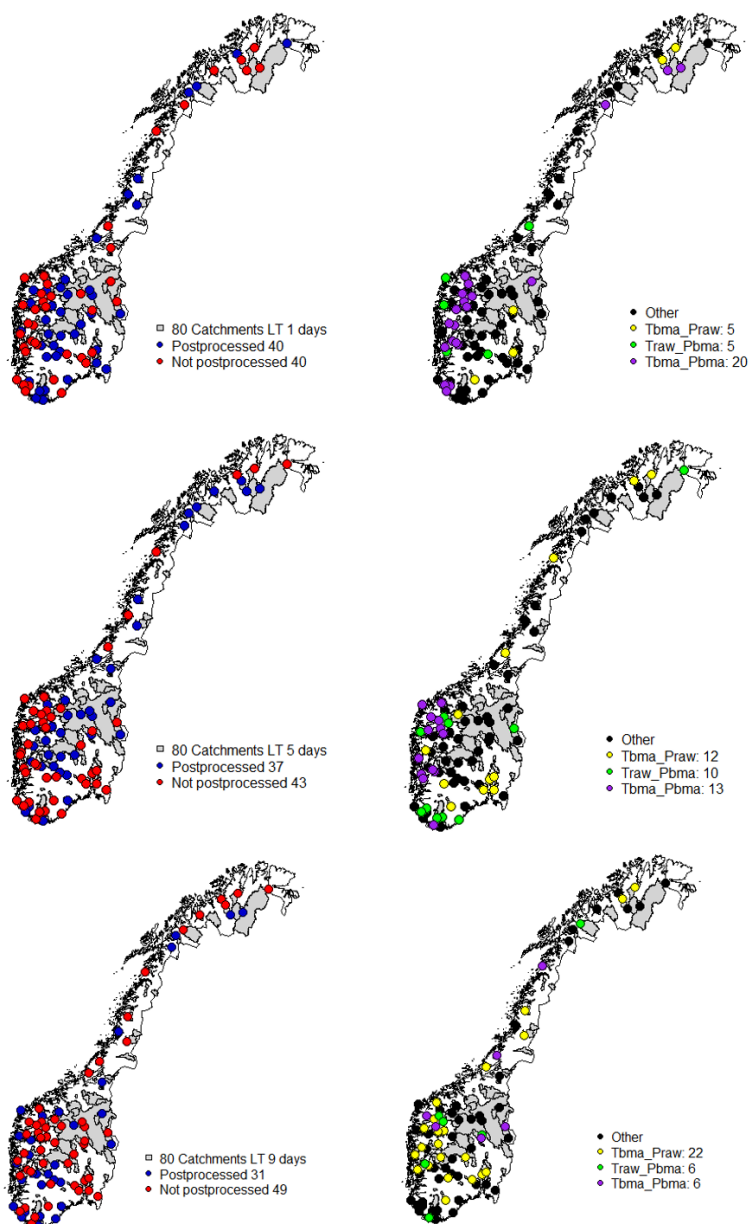 80 Catchments LT 1 days
Postprocessed 40
Not postprocessed 40
Other
Tbma_Praw: 5
Traw_Pbma: 5
Tbma_Pbma: 20
80 Catchments LT 5 days
Postprocessed 37
Not postprocessed 43
Other
Tbma_Praw: 12
Traw_Pbma: 10
Tbma_Pbma: 13
80 Catchments LT 9 days
Postprocessed 31
Not postprocessed 49
Other
Tbma_Praw: 22
Traw_Pbma: 6
Tbma_Pbma: 6